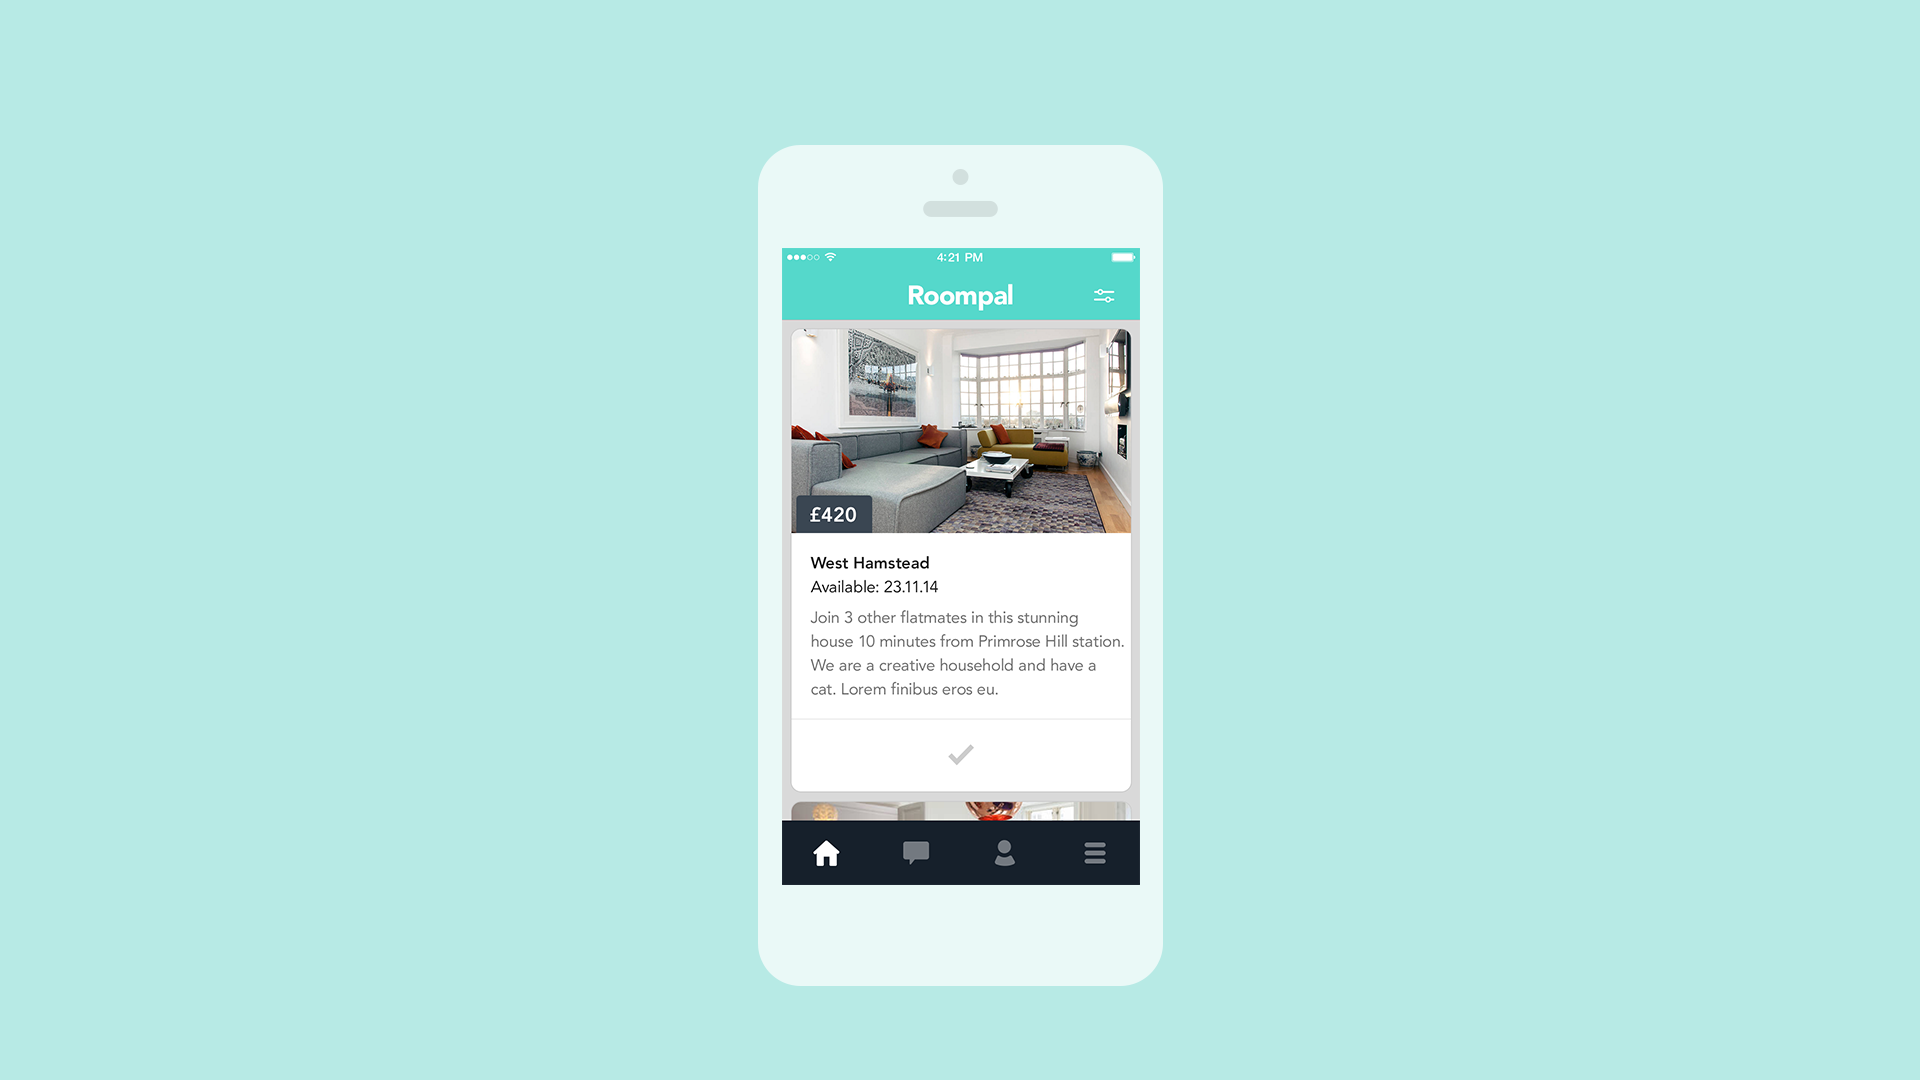 4:21 PM
Roompal
£420
West Hamstead
Available: 23.11.14
Join 3 other flatmates in this stunning
house 10 minutes from Primrose Hill station.
We are a creative household and have a
cat. Lorem finibus eros eu.